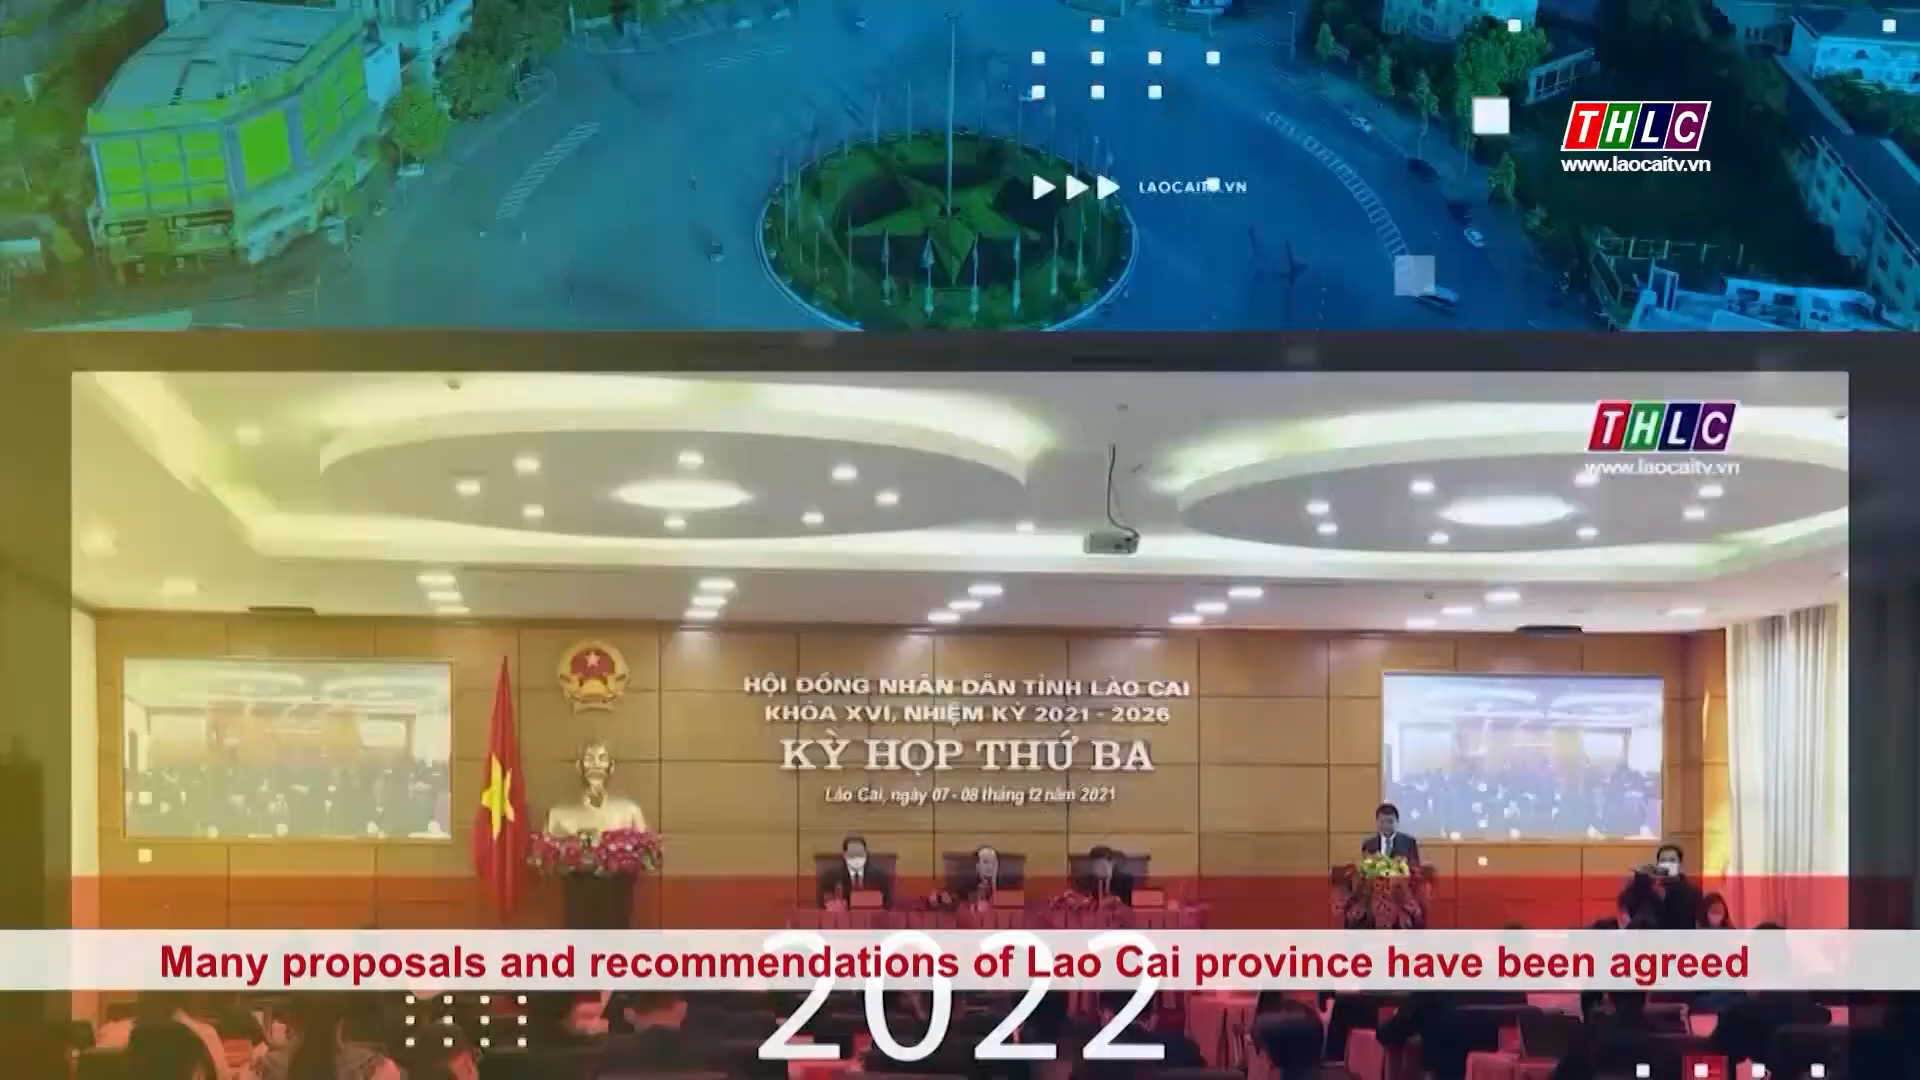 THLC
www.laocaitv.vn
LAOCAITV.VN
THLC
www.laocaitv.vn
HỘI ĐỒNG NHÂN DÂN TỈNH LÀO CAI
KHÓA XVI, NHIỆM KỲ 2021 - 2026
KỲ HỌP THỨ BA
Lào Cai, ngày 07 - 08 tháng 12 năm 2021
Many proposals and recommendations of Lao Cai province have been agreed
2022